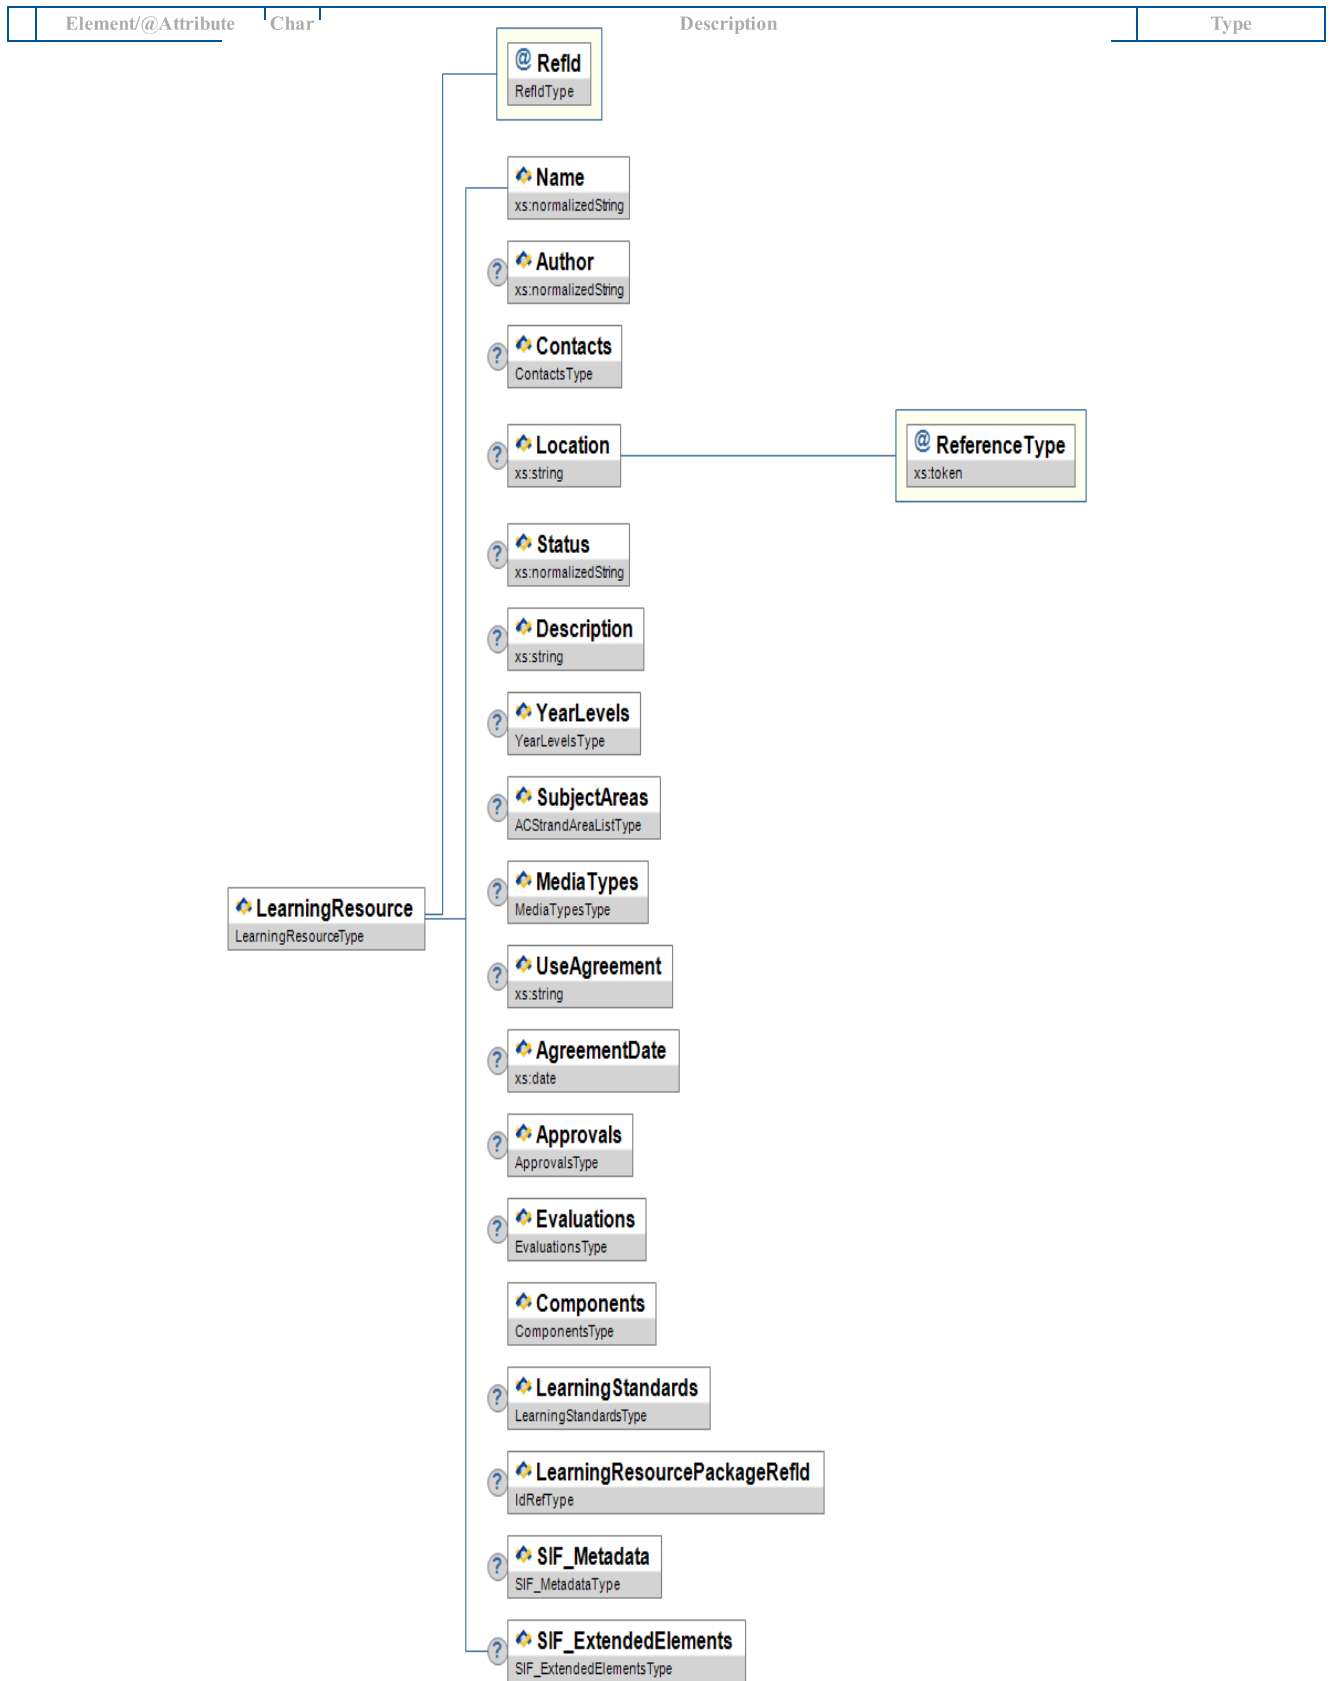 Element/@Attribute Char Description Type
@ RefId
RefIdType
Name
xs:normalizedString
? Author
xs:normalizedString
? Contacts
ContactsType
? Location
xs:string
@ ReferenceType
xs:token
? Status
xs:normalizedString
? Description
xs:string
? YearLevels
YearLevelsType
? SubjectAreas
ACStrandAreaListType
? MediaTypes
MediaTypesType
LearningResource
LearningResourceType
? UseAgreement
xs:string
? AgreementDate
xs:date
? Approvals
ApprovalsType
? Evaluations
EvaluationsType
Components
ComponentsType
? LearningStandards
LearningStandardsType
? LearningResourcePackageRefId
IdRefType
? SIF_Metadata
SIF_MetadataType
? SIF_ExtendedElements
SIF_ExtendedElementsType